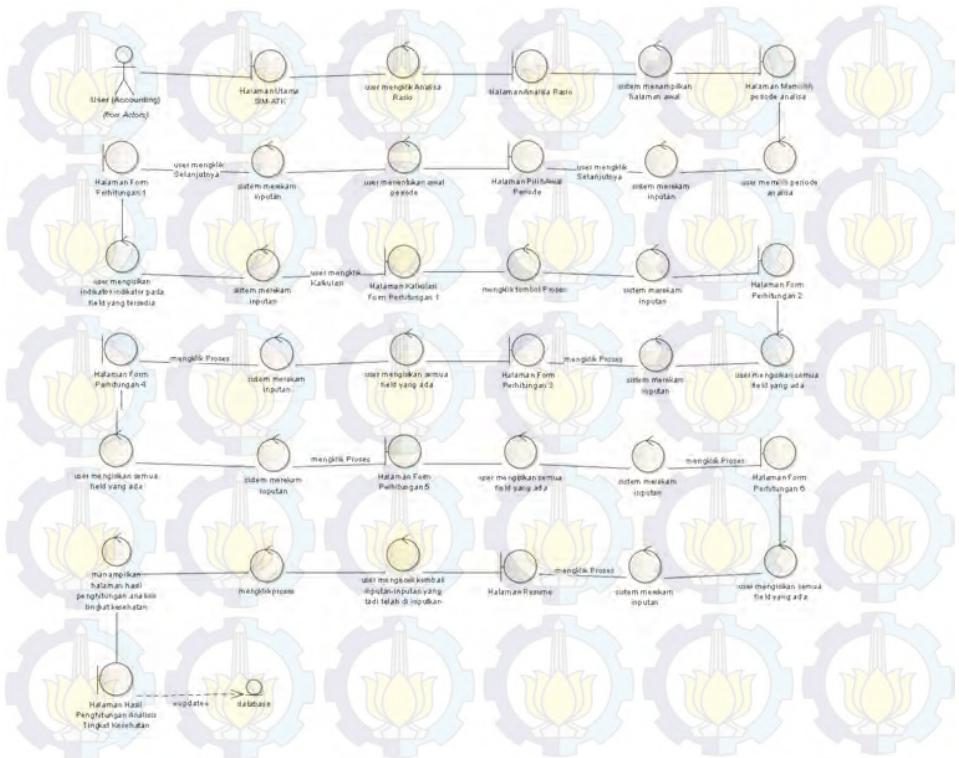 User (Accounting)
(from Actors)
Halaman Utama
SIM-ATK
user mengklik Analisa
Rasio
Halaman Analisa Rasio
sistem menampilkan
halaman awal
Halaman Memilih
periode analisa
Halaman Form
Perhitungan 1
user mengklik
Selanjutnya
sistem merekam
inputan
user menentukan awal
periode
Halaman Pilih Awal
Periode
user mengklik
Selanjutnya
sistem merekam
inputan
user memilih periode
analisa
user mengisikan
indikator-indikator pada
field yang tersedia
sistem merekam
inputan
user mengklik
Kalkulasi
Halaman Kalkulasi
Form Perhitungan 1
mengklik tombol Proses
sistem merekam
inputan
Halaman Form
Perhitungan 2
Halaman Form
Perhitungan 4
mengklik Proses
sistem merekam
inputan
user mengisikan semua
field yang ada
Halaman Form
Perhitungan 3
mengklik Proses
sistem merekam
inputan
user mengisikan semua
field yang ada
user mengisikan semua
field yang ada
sistem merekam
inputan
mengklik Proses
Halaman Form
Perhitungan 5
user mengisikan semua
field yang ada
sistem merekam
inputan
mengklik Proses
Halaman Form
Perhitungan 6
manampilkan
halaman hasil
penghitungan analisis
tingkat kesehatan
mengklik proses
user mengecek kembali
inputan-inputan yang
tadi telah di inputkan
Halaman Resume
mengklik Proses
sistem merekam
inputan
user mengisikan semua
field yang ada
Halaman Hasil
Penghitungan Analisis
Tingkat Kesehatan
«update»
database